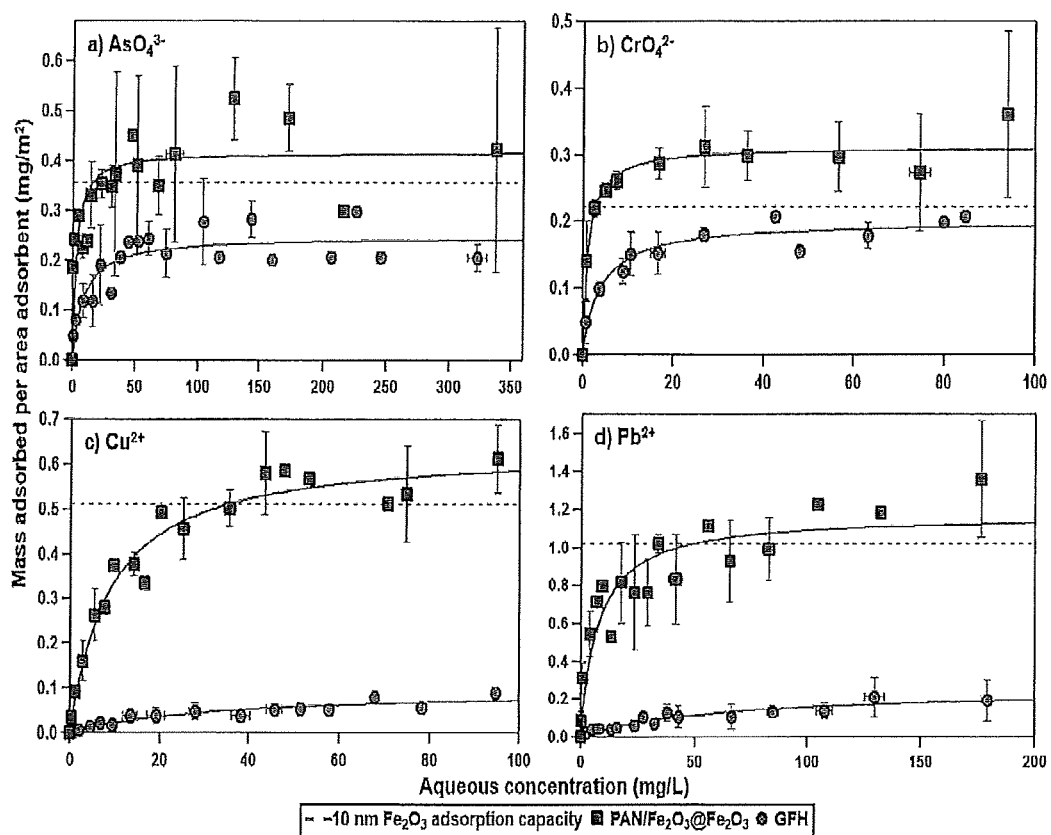 Mass adsorbed per area adsorbent (mg/m²)
a) AsO₄³⁻
0.6
0.5
0.4
0.3
0.2
0.1
0.0
0 50 100 150 200 250 300 350
b) CrO₄²⁻
0.5
0.4
0.3
0.2
0.1
0.0
0 20 40 60 80 100
c) Cu²⁺
0.7
0.6
0.5
0.4
0.3
0.2
0.1
0.0
0 20 40 60 80 100
d) Pb²⁺
1.6
1.4
1.2
1.0
0.8
0.6
0.4
0.2
0.0
0 50 100 150 200
Aqueous concentration (mg/L)
10 nm Fe₂O₃ adsorption capacity PAN/Fe₂O₃@Fe₂O₃ GFH